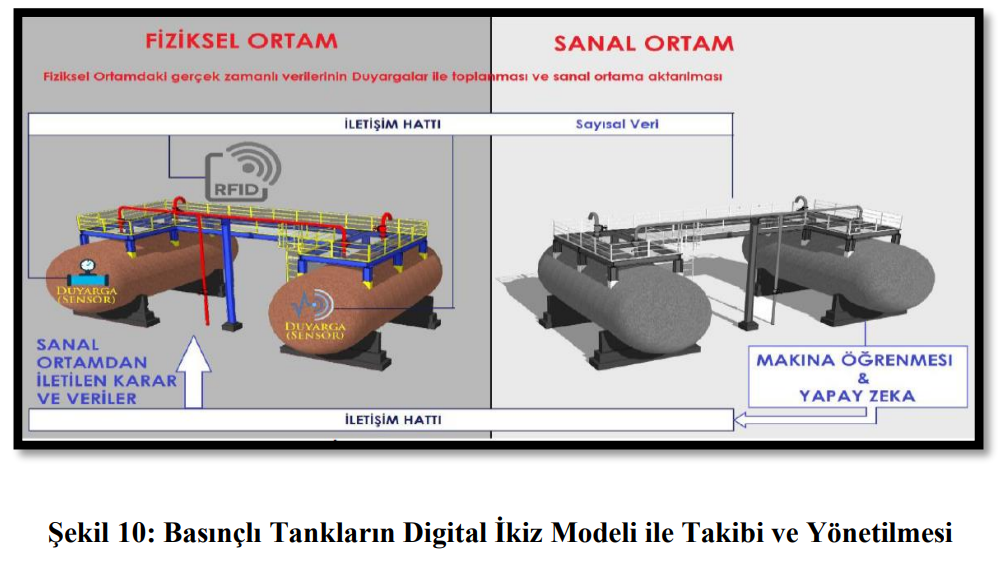 FİZİKSEL ORTAM
SANAL ORTAM
Fiziksel Ortamdaki gerçek zamanlı verilerinin Duyargalar ile toplanması ve sanal ortama aktarılması
İLETİŞİM HATTI
Sayısal Veri
RFID
DUYARGA
(SENSOR)
DUYARGA
(SENSOR)
SANAL
ORTAMDAN
İLETİLEN KARAR
VE VERİLER
MAKINA ÖĞRENMESI
&
YAPAY ZEKA
İLETİŞİM HATTI
Şekil 10: Basınçlı Tankların Digital İkiz Modeli ile Takibi ve Yönetilmesi